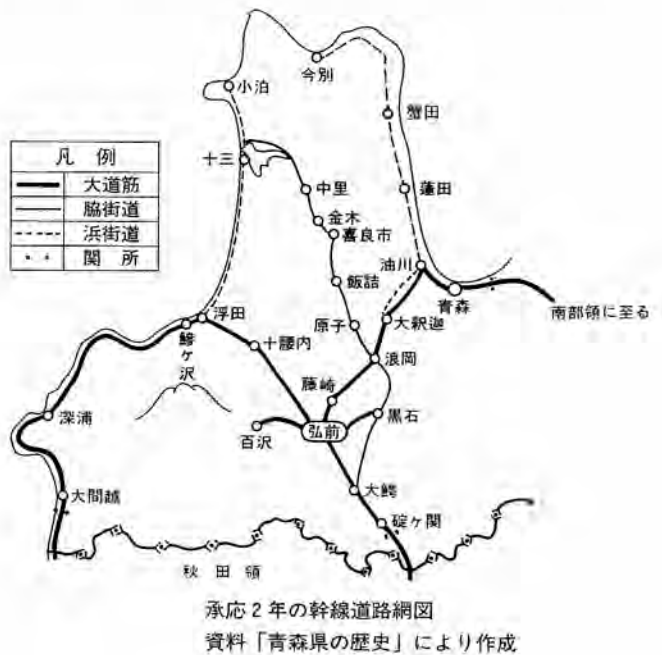 今別
小泊
蟹田
凡例
大道筋
脇街道
浜街道
関所
十三
中里
蓬田
金木
喜良市
油川
飯詰
青森
浮田
原子
大釈迦
南部領に至る
鰺ヶ沢
十腰内
浪岡
藤崎
深浦
黒石
百沢
弘前
大鰐
大間越
碇ヶ関
秋田領
承応2年の幹線道路網図
資料「青森県の歴史」により作成